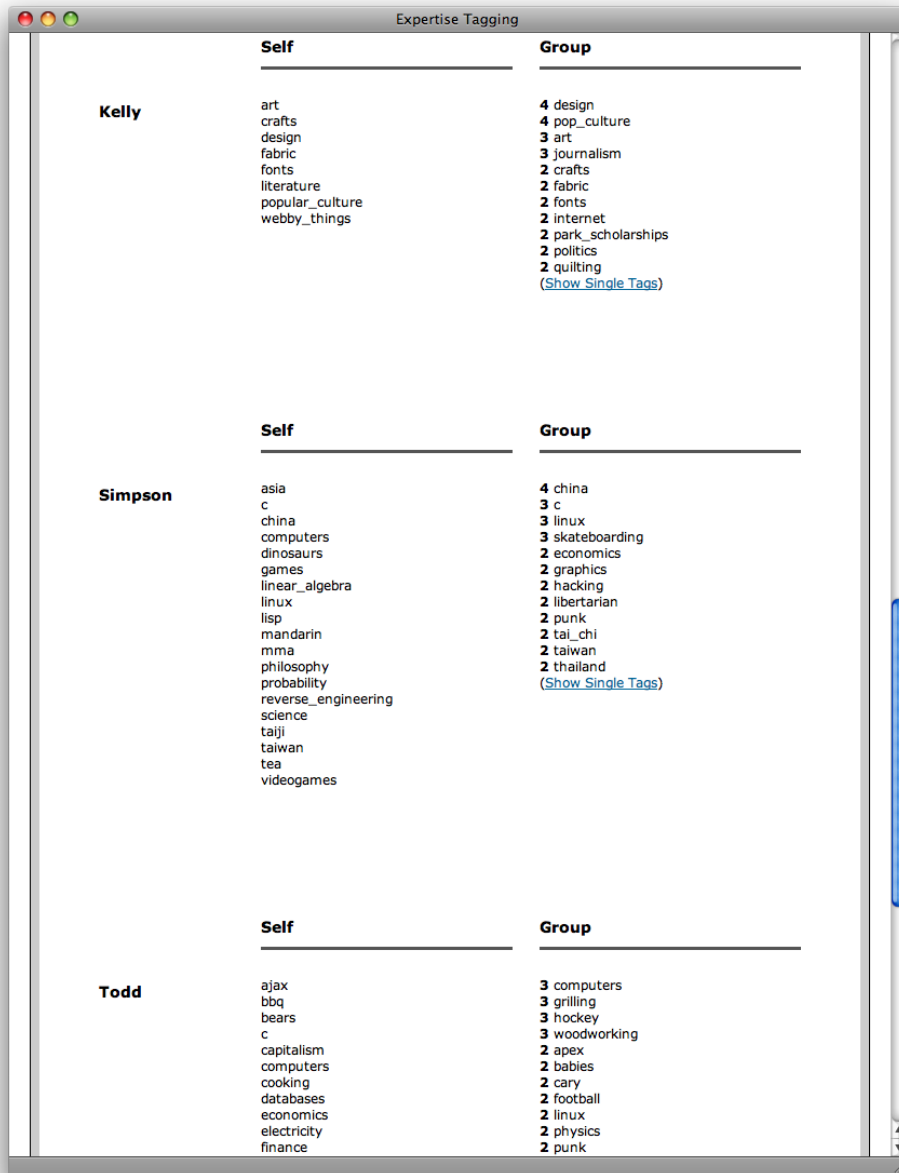 Expertise Tagging
Self Group
Kelly
art
crafts
design
fabric
fonts
literature
popular_culture
webby_things
4 design
4 pop_culture
3 art
3 journalism
2 crafts
2 fabric
2 fonts
2 internet
2 park_scholarships
2 politics
2 quilting
(Show Single Tags)
Self Group
Simpson
asia
c
china
computers
dinosaurs
games
linear_algebra
linux
lisp
mandarin
mma
philosophy
probability
reverse_engineering
science
taiji
taiwan
tea
videogames
4 china
3 c
3 linux
3 skateboarding
2 economics
2 graphics
2 hacking
2 libertarian
2 punk
2 tai_chi
2 taiwan
2 thailand
(Show Single Tags)
Self Group
Todd
ajax
bbq
bears
c
capitalism
computers
cooking
databases
economics
electricity
finance
3 computers
3 grilling
3 hockey
3 woodworking
2 apex
2 babies
2 cary
2 football
2 linux
2 physics
2 punk